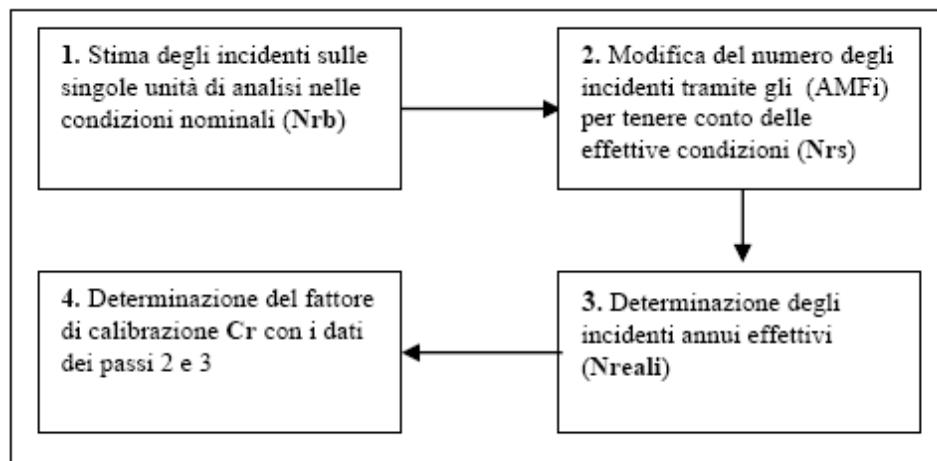 1. Stima degli incidenti sulle
singole unità di analisi nelle
condizioni nominali (Nrb)
2. Modifica del numero degli
incidenti tramite gli (AMFi)
per tenere conto delle
effettive condizioni (Nrs)
3. Determinazione degli
incidenti annui effettivi
(Nreali)
4. Determinazione del fattore
di calibrazione Cr con i dati
dei passi 2 e 3